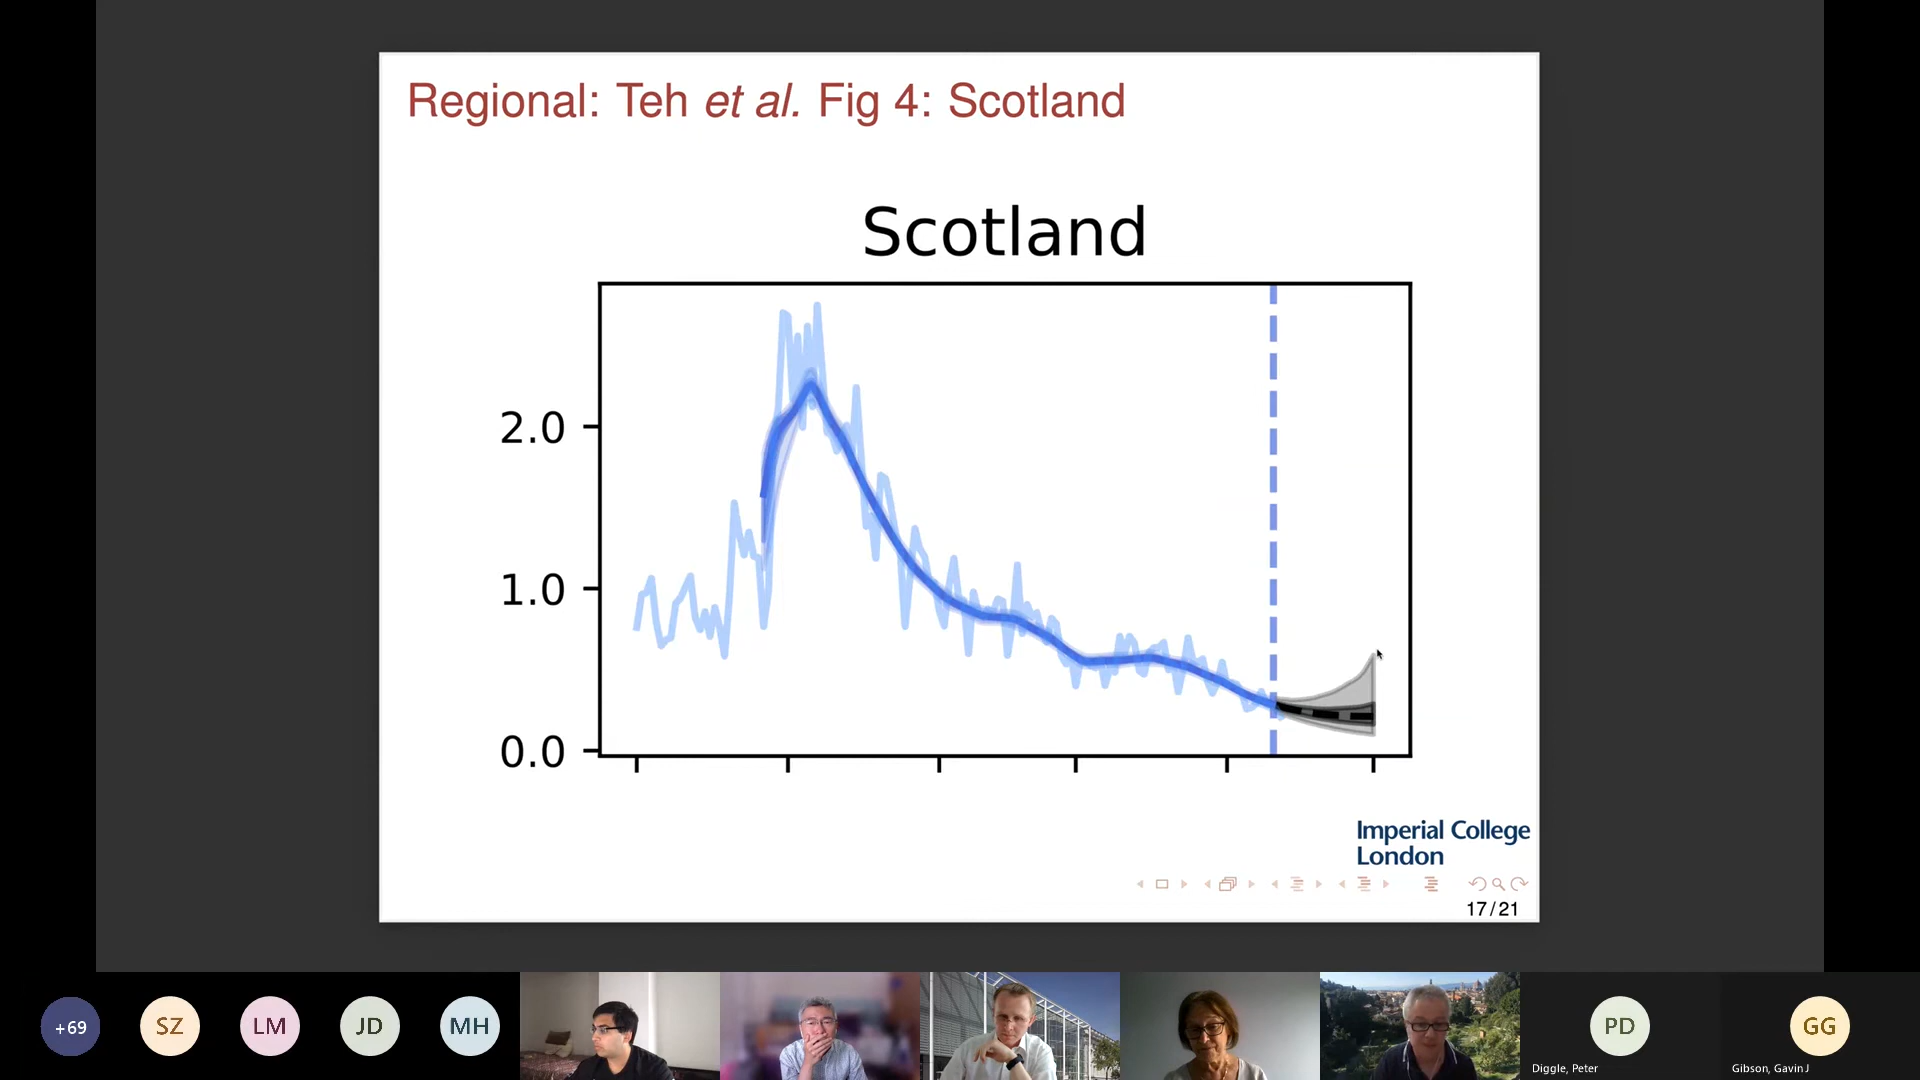 Regional: Teh et al. Fig 4: Scotland
Scotland
2.0
1.0
0.0
Imperial College
London
17/21
+69
SZ
LM
JD
MH
PD
GG
Diggle, Peter
Gibson, Gavin J